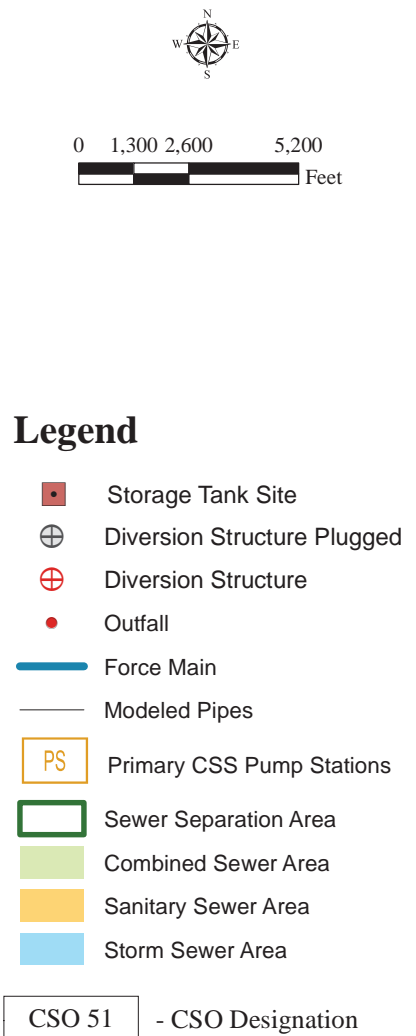 N
W E
S
0 1,300 2,600 5,200
Feet
Legend
Storage Tank Site
Diversion Structure Plugged
Diversion Structure
Outfall
Force Main
Modeled Pipes
PS Primary CSS Pump Stations
Sewer Separation Area
Combined Sewer Area
Sanitary Sewer Area
Storm Sewer Area
CSO 51 - CSO Designation